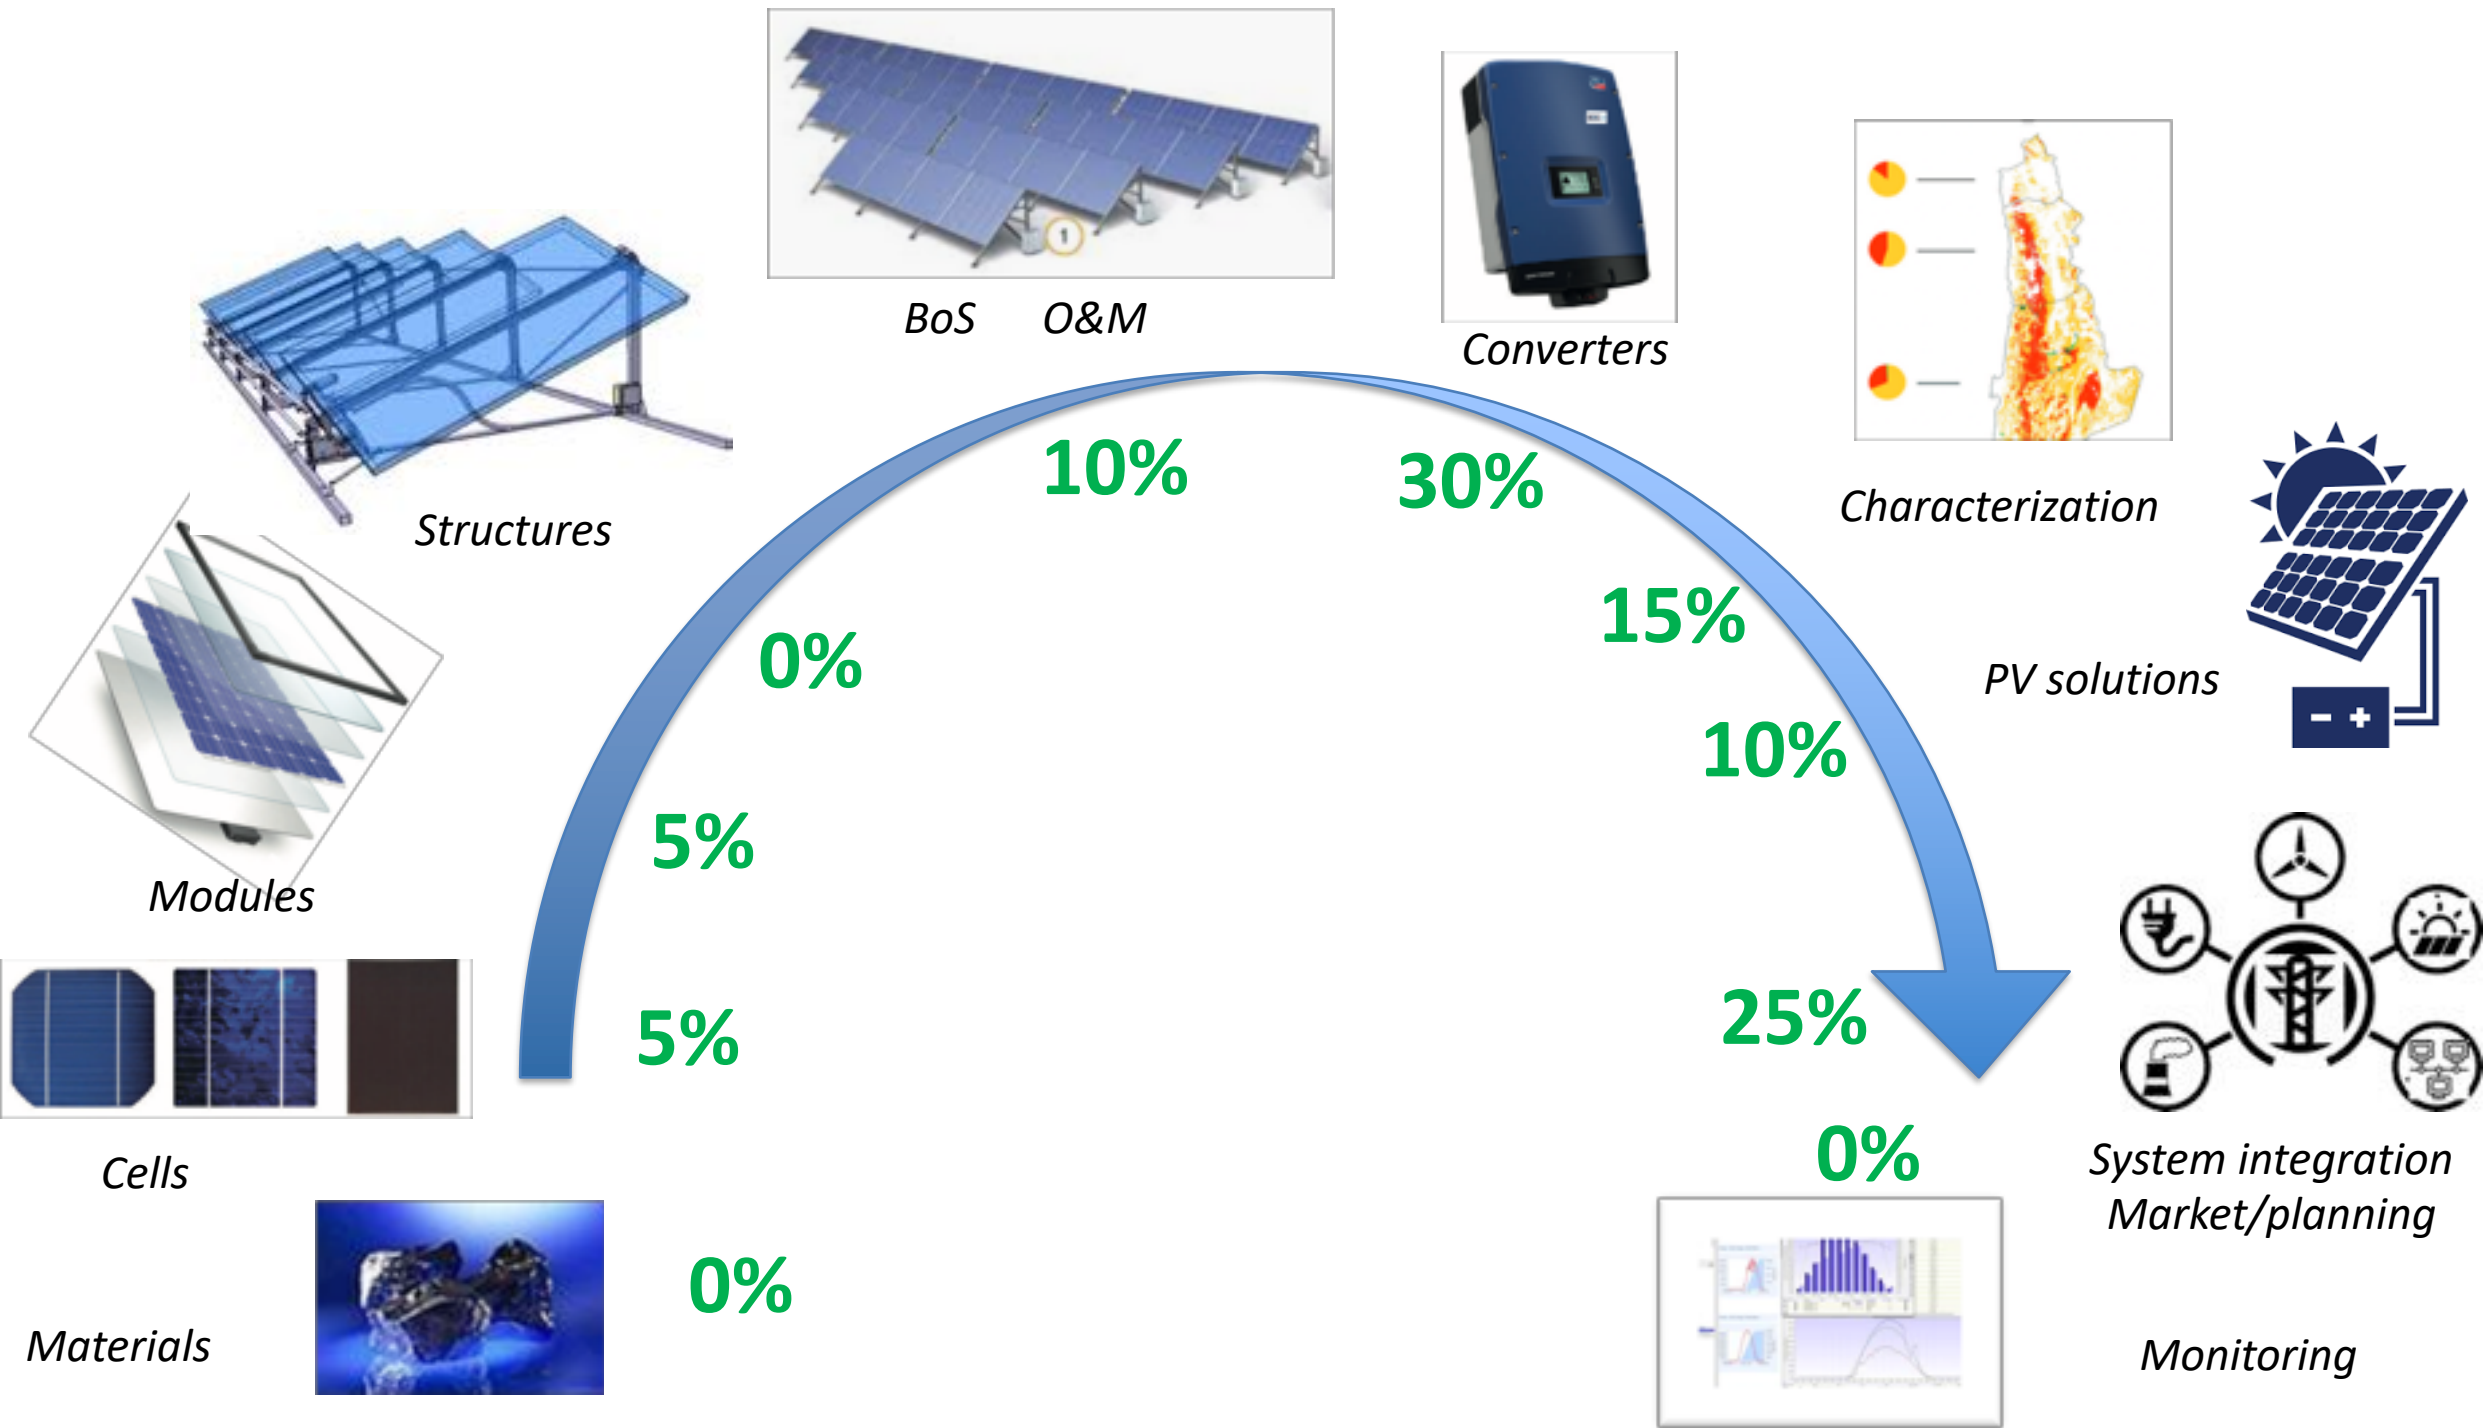 BoS O&M
1
Converters
Structures
Characterization
10%
30%
15%
0%
PV solutions
10%
5%
Modules
5%
25%
0%
Cells
System integration
Market/planning
0%
Materials
Monitoring